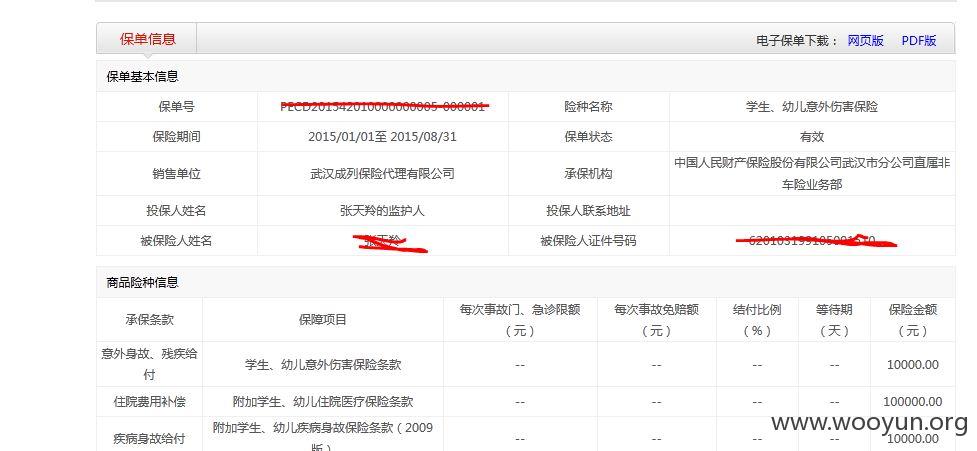 保单信息
电子保单下载： 网页版 PDF版
保单基本信息
保单号 险种名称 学生、幼儿意外伤害保险
保险期间 2015/01/01至 2015/08/31 保单状态 有效
销售单位 武汉成列保险代理有限公司 承保机构 中国人民财产保险股份有限公司武汉市分公司直属非
车险业务部
投保人姓名 张天羚的监护人 投保人联系地址
被保险人姓名 被保险人证件号码
商品险种信息
承保条款 保障项目 每次事故门、急诊限额 每次事故免赔额 结付比例 等待期 保险金额
（元） （元） （%） （天） （元）
意外身故、残疾给
付 学生、幼儿意外伤害保险条款 -- -- -- -- 10000.00
住院费用补偿 附加学生、幼儿住院医疗保险条款 -- -- -- -- 100000.00
疾病身故给付 附加学生、幼儿疾病身故保险条款（2009
版） -- -- -- -- 10000.00
www.wooyun.org